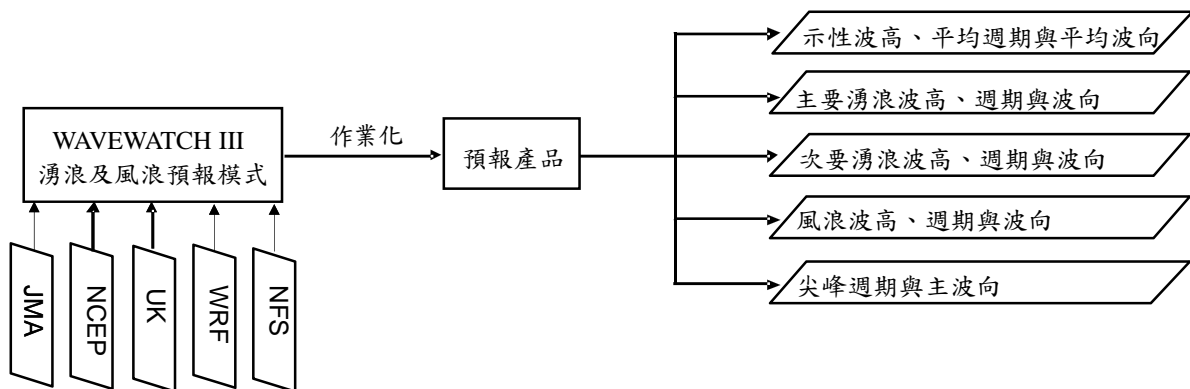 示性波高、平均週期與平均波向
主要湧浪波高、週期與波向
WAVEWATCH III
湧浪及風浪預報模式
作業化
預報產品
次要湧浪波高、週期與波向
風浪波高、週期與波向
尖峰週期與主波向
JMA
NCEP
UK
WRF
NFS